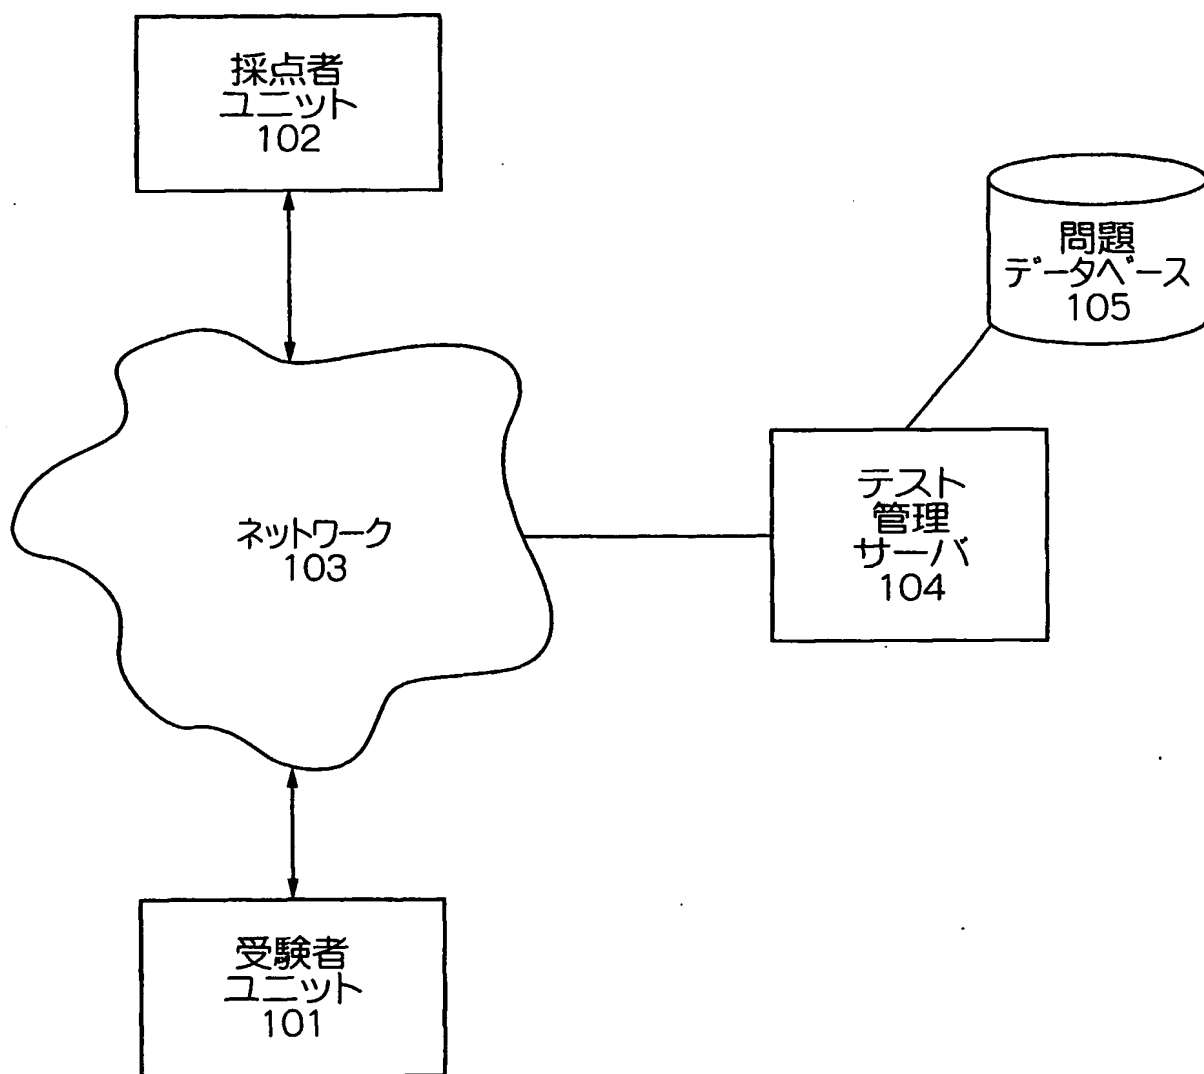 採点者
ユニット
102
問題
データベース
105
テスト
管理
サーバ
104
ネットワーク
103
受験者
ユニット
101